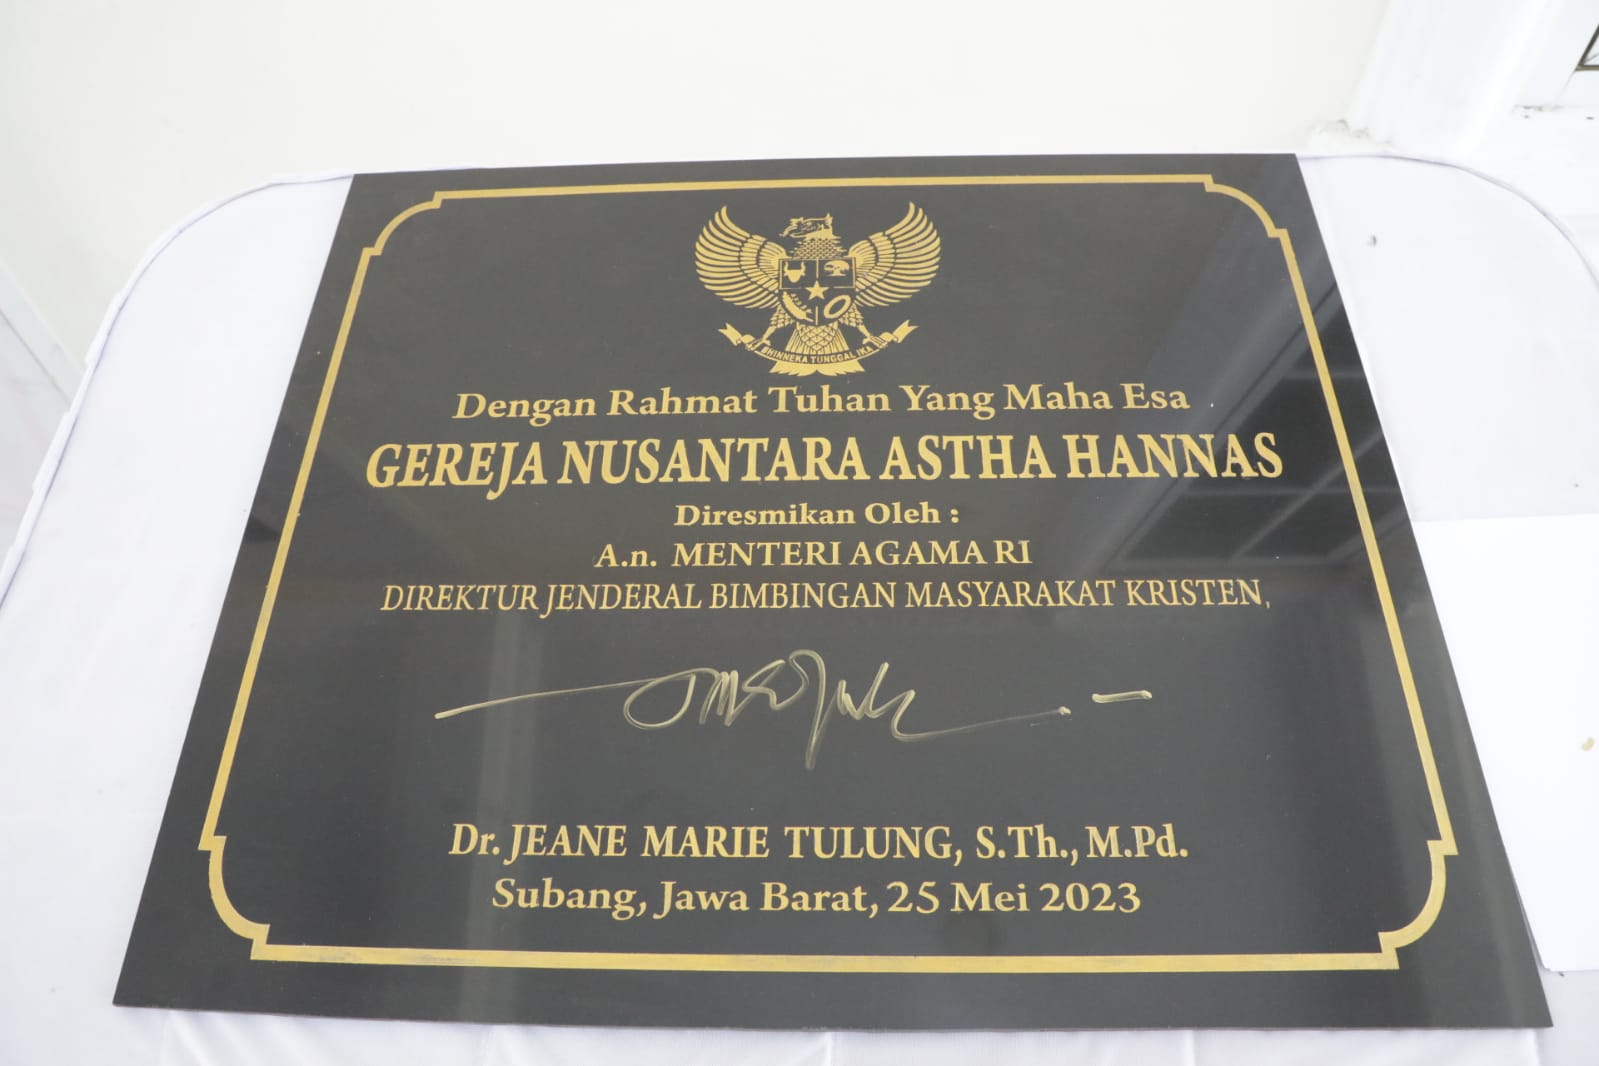 BHINNEKA TUNGGAL IKA
Dengan Rahmat Tuhan Yang Maha Esa
GEREJA NUSANTARA ASTHA HANNAS
Diresmikan Oleh :
A.n. MENTERI AGAMA RI
DIREKTUR JENDERAL BIMBINGAN MASYARAKAT KRISTEN,
Dr. JEANE MARIE TULUNG, S.Th., M.Pd.
Subang, Jawa Barat, 25 Mei 2023